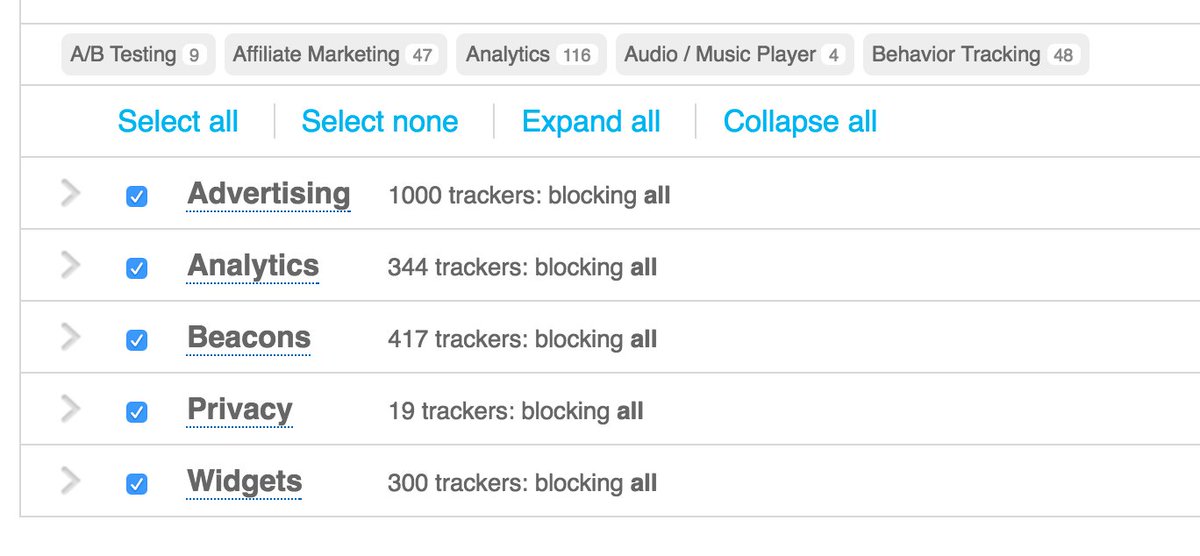 A/B Testing 9 Affiliate Marketing 47 Analytics 116 Audio / Music Player 4 Behavior Tracking 48
Select all Select none Expand all Collapse all
Advertising 1000 trackers: blocking all
Analytics 344 trackers: blocking all
Beacons 417 trackers: blocking all
Privacy 19 trackers: blocking all
Widgets 300 trackers: blocking all